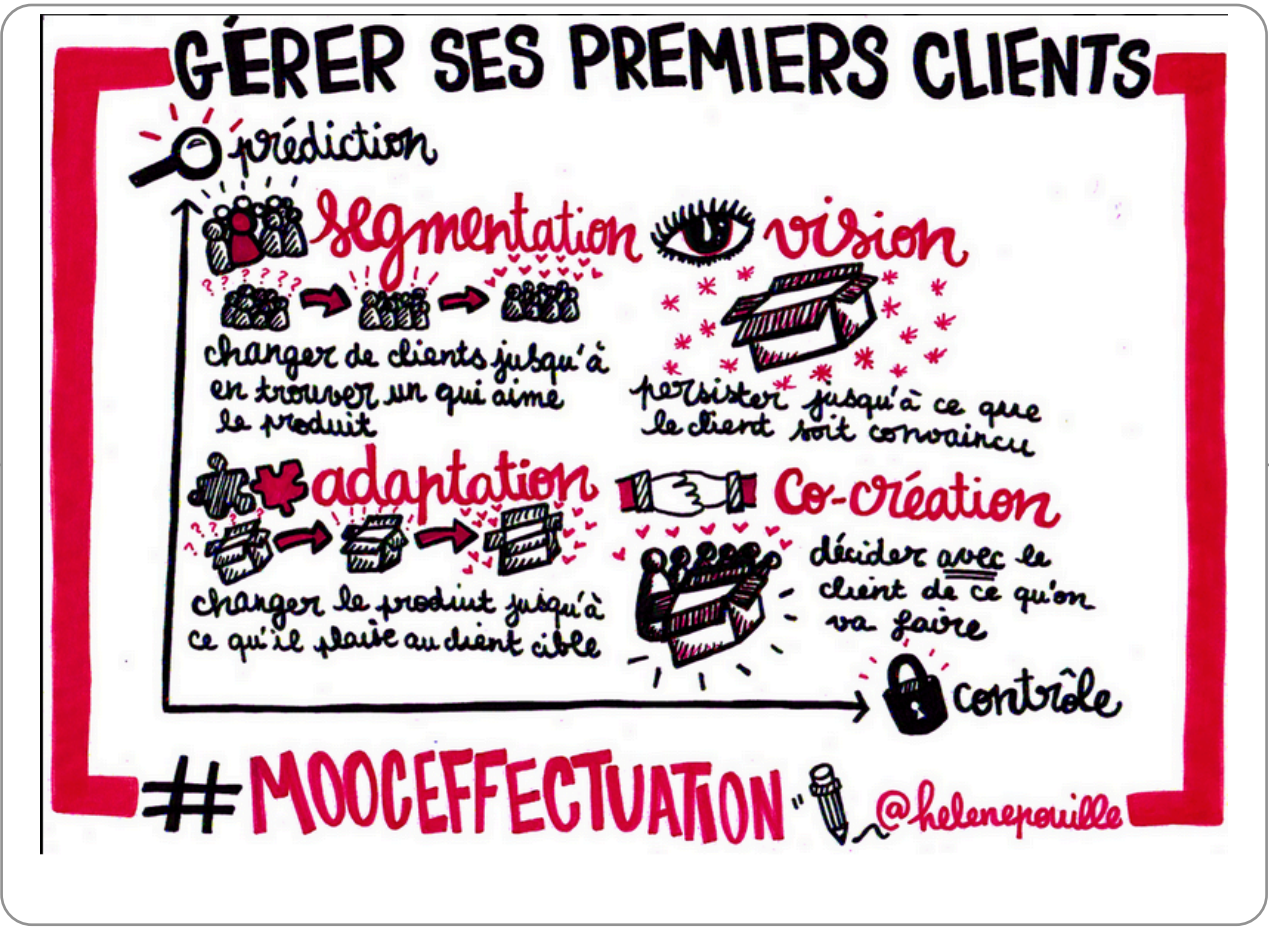 GÉRER SES PREMIERS CLIENTS
prédiction
segmentation
changer de clients jusqu'à
en trouver un qui aime
le produit
vision
persister jusqu'à ce que
le client soit convaincu
adaptation
changer le produit jusqu'à
ce qu'il plaise au client cible
Co-création
décider avec le
client de ce qu'on
va faire
contrôle
#MOOCEFFECTUATION
@helenepouille